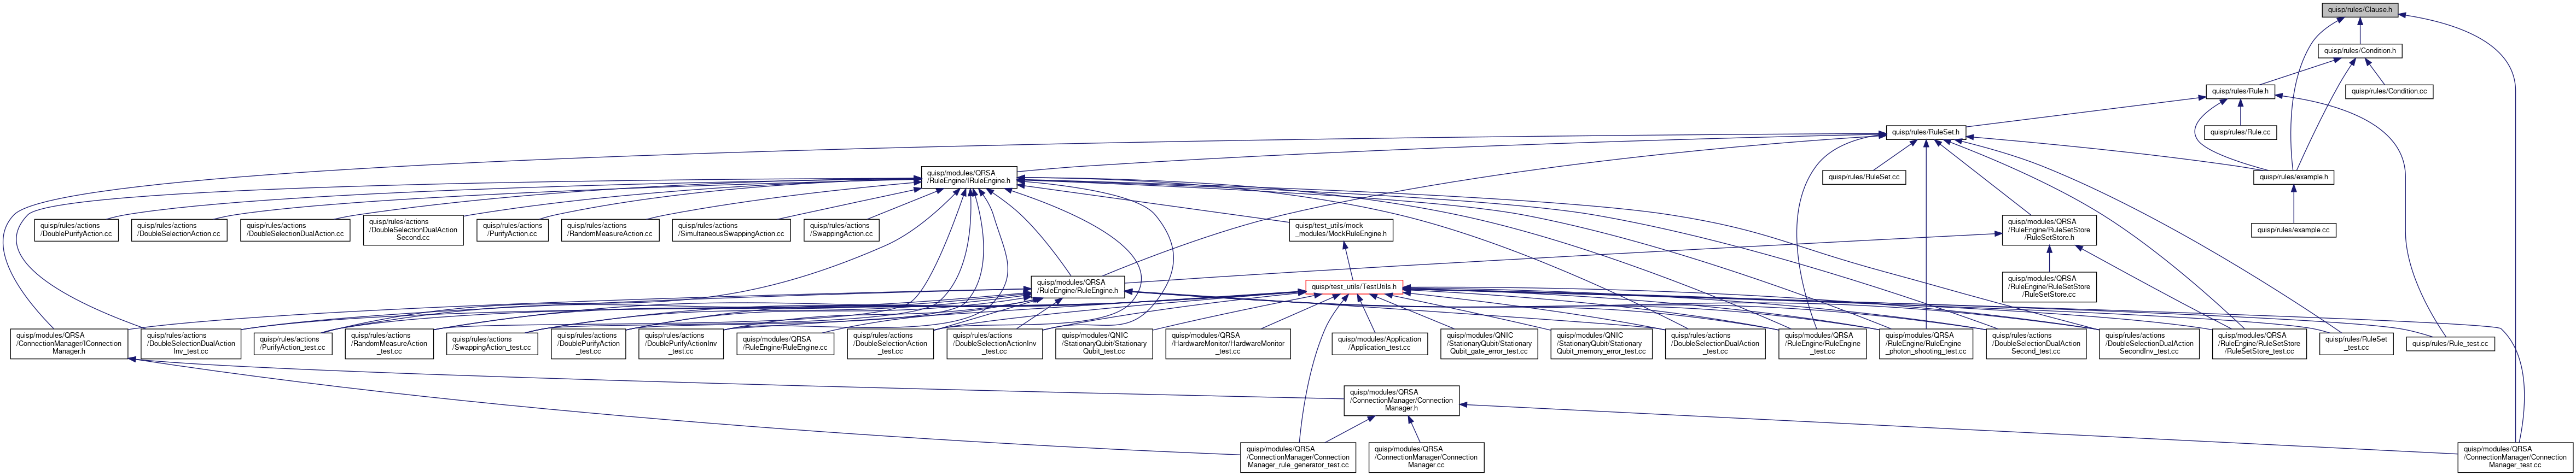 quisp/rules/Clause.h
quisp/rules/Condition.h
quisp/rules/Rule.h
quisp/rules/Condition.cc
quisp/rules/RuleSet.h
quisp/rules/Rule.cc
quisp/modules/QRSA
/RuleEngine/IRuleEngine.h
quisp/rules/RuleSet.cc
quisp/rules/example.h
quisp/rules/actions
/DoublePurifyAction.cc
quisp/rules/actions
/DoubleSelectionAction.cc
quisp/rules/actions
/DoubleSelectionDualAction.cc
quisp/rules/actions
/DoubleSelectionDualAction
Second.cc
quisp/rules/actions
/PurifyAction.cc
quisp/rules/actions
/RandomMeasureAction.cc
quisp/rules/actions
/SimultaneousSwappingAction.cc
quisp/rules/actions
/SwappingAction.cc
quisp/test_utils/mock
_modules/MockRuleEngine.h
quisp/modules/QRSA
/RuleEngine/RuleSetStore
/RuleSetStore.h
quisp/rules/example.cc
quisp/modules/QRSA
/RuleEngine/RuleEngine.h
quisp/test_utils/TestUtils.h
quisp/modules/QRSA
/RuleEngine/RuleSetStore
/RuleSetStore.cc
quisp/modules/QRSA
/ConnectionManager/IConnection
Manager.h
quisp/rules/actions
/DoubleSelectionDualAction
Inv_test.cc
quisp/rules/actions
/PurifyAction_test.cc
quisp/rules/actions
/RandomMeasureAction
_test.cc
quisp/rules/actions
/SwappingAction_test.cc
quisp/rules/actions
/DoublePurifyAction
_test.cc
quisp/rules/actions
/DoublePurifyActionInv
_test.cc
quisp/modules/QRSA
/RuleEngine/RuleEngine.cc
quisp/rules/actions
/DoubleSelectionAction
_test.cc
quisp/rules/actions
/DoubleSelectionActionInv
_test.cc
quisp/modules/QNIC
/StationaryQubit/Stationary
Qubit_test.cc
quisp/modules/QRSA
/HardwareMonitor/HardwareMonitor
_test.cc
quisp/modules/Application
/Application_test.cc
quisp/modules/QNIC
/StationaryQubit/Stationary
Qubit_gate_error_test.cc
quisp/modules/QNIC
/StationaryQubit/Stationary
Qubit_memory_error_test.cc
quisp/rules/actions
/DoubleSelectionDualAction
_test.cc
quisp/modules/QRSA
/RuleEngine/RuleEngine
_test.cc
quisp/modules/QRSA
/RuleEngine/RuleEngine
_photon_shooting_test.cc
quisp/rules/actions
/DoubleSelectionDualAction
Second_test.cc
quisp/rules/actions
/DoubleSelectionDualAction
SecondInv_test.cc
quisp/modules/QRSA
/RuleEngine/RuleSetStore
/RuleSetStore_test.cc
quisp/rules/RuleSet
_test.cc
quisp/rules/Rule_test.cc
quisp/modules/QRSA
/ConnectionManager/Connection
Manager.h
quisp/modules/QRSA
/ConnectionManager/Connection
Manager_rule_generator_test.cc
quisp/modules/QRSA
/ConnectionManager/Connection
Manager.cc
quisp/modules/QRSA
/ConnectionManager/Connection
Manager_test.cc